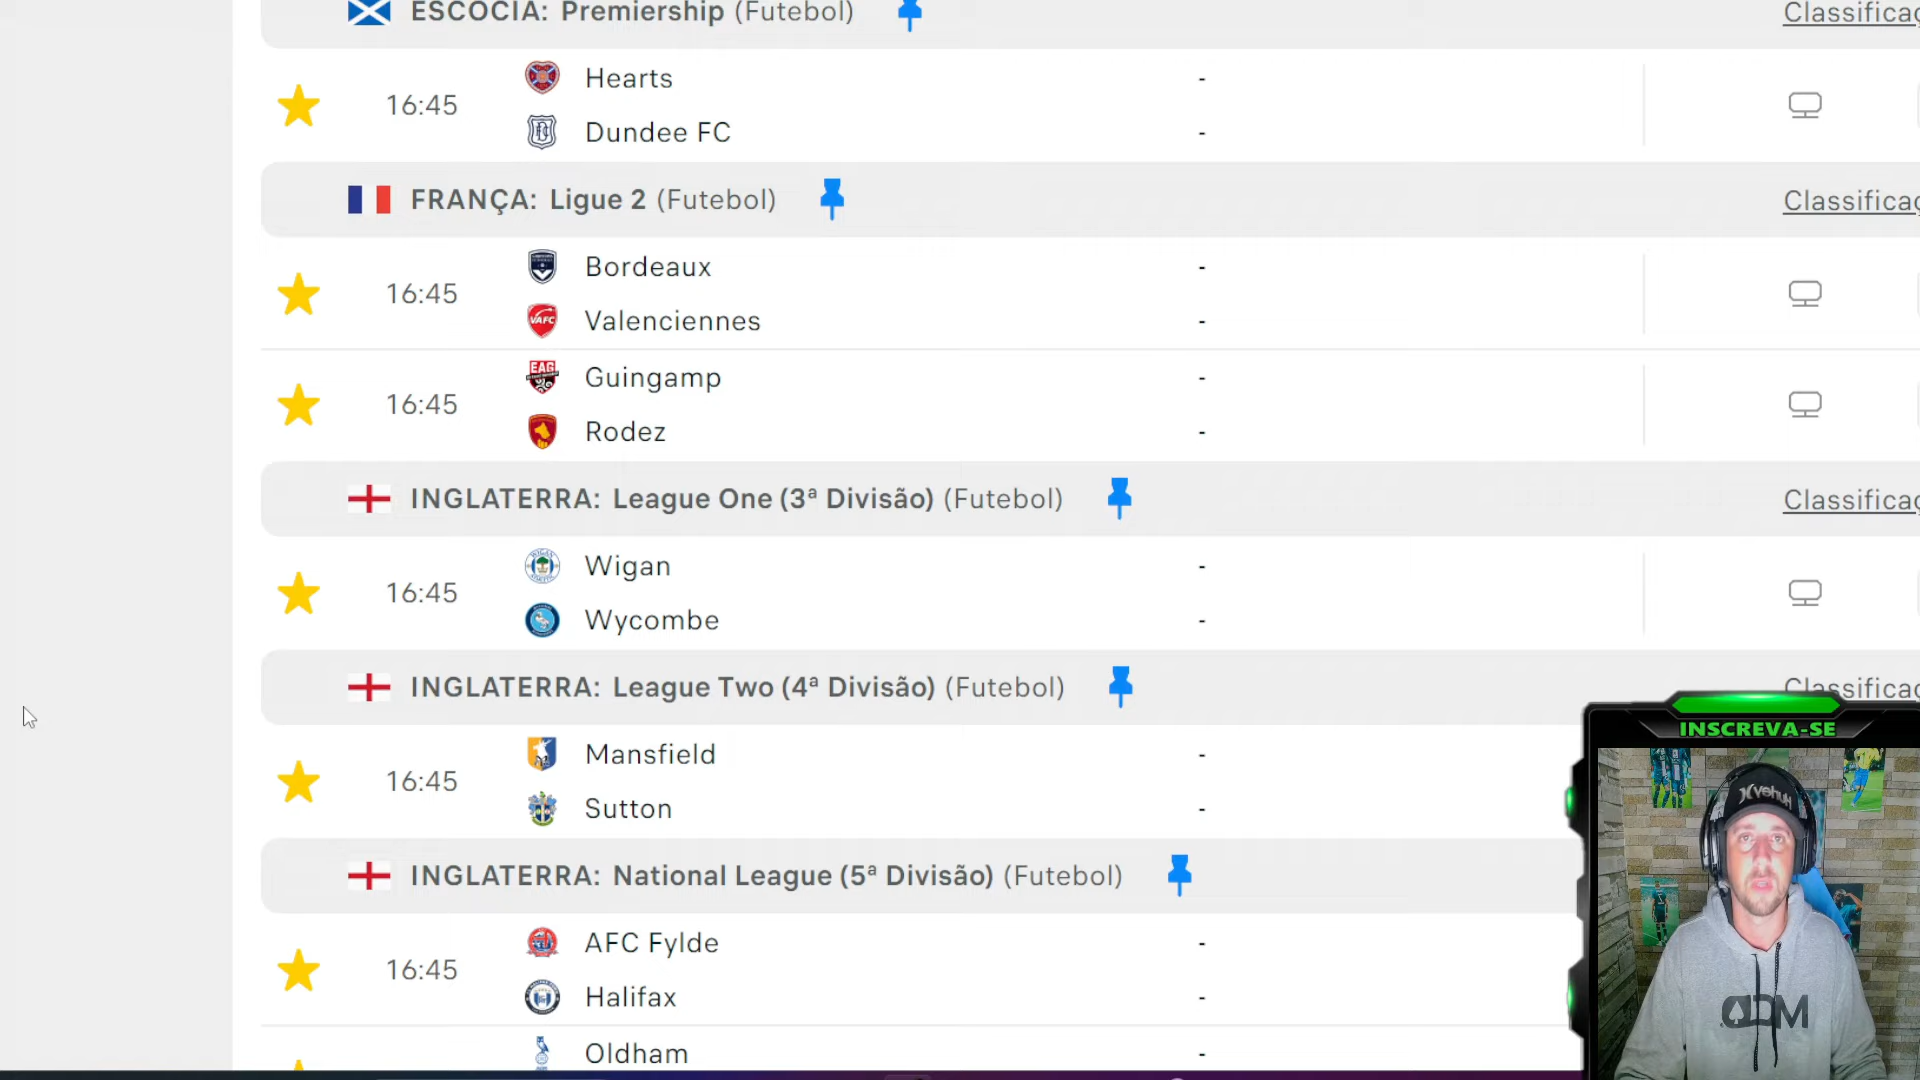 ESCÓCIA: Premiership (Futebol)
Classificaç
16:45
Hearts
-
Dundee FC
-
FRANÇA: Ligue 2 (Futebol)
Classificaç
16:45
Bordeaux
-
Valenciennes
-
16:45
Guingamp
-
Rodez
-
INGLATERRA: League One (3ª Divisão) (Futebol)
Classificaç
16:45
Wigan
-
Wycombe
-
INGLATERRA: League Two (4ª Divisão) (Futebol)
Classificaç
16:45
Mansfield
-
Sutton
-
INSCREVA-SE
INGLATERRA: National League (5ª Divisão) (Futebol)
16:45
AFC Fylde
-
Halifax
-
Oldham
-